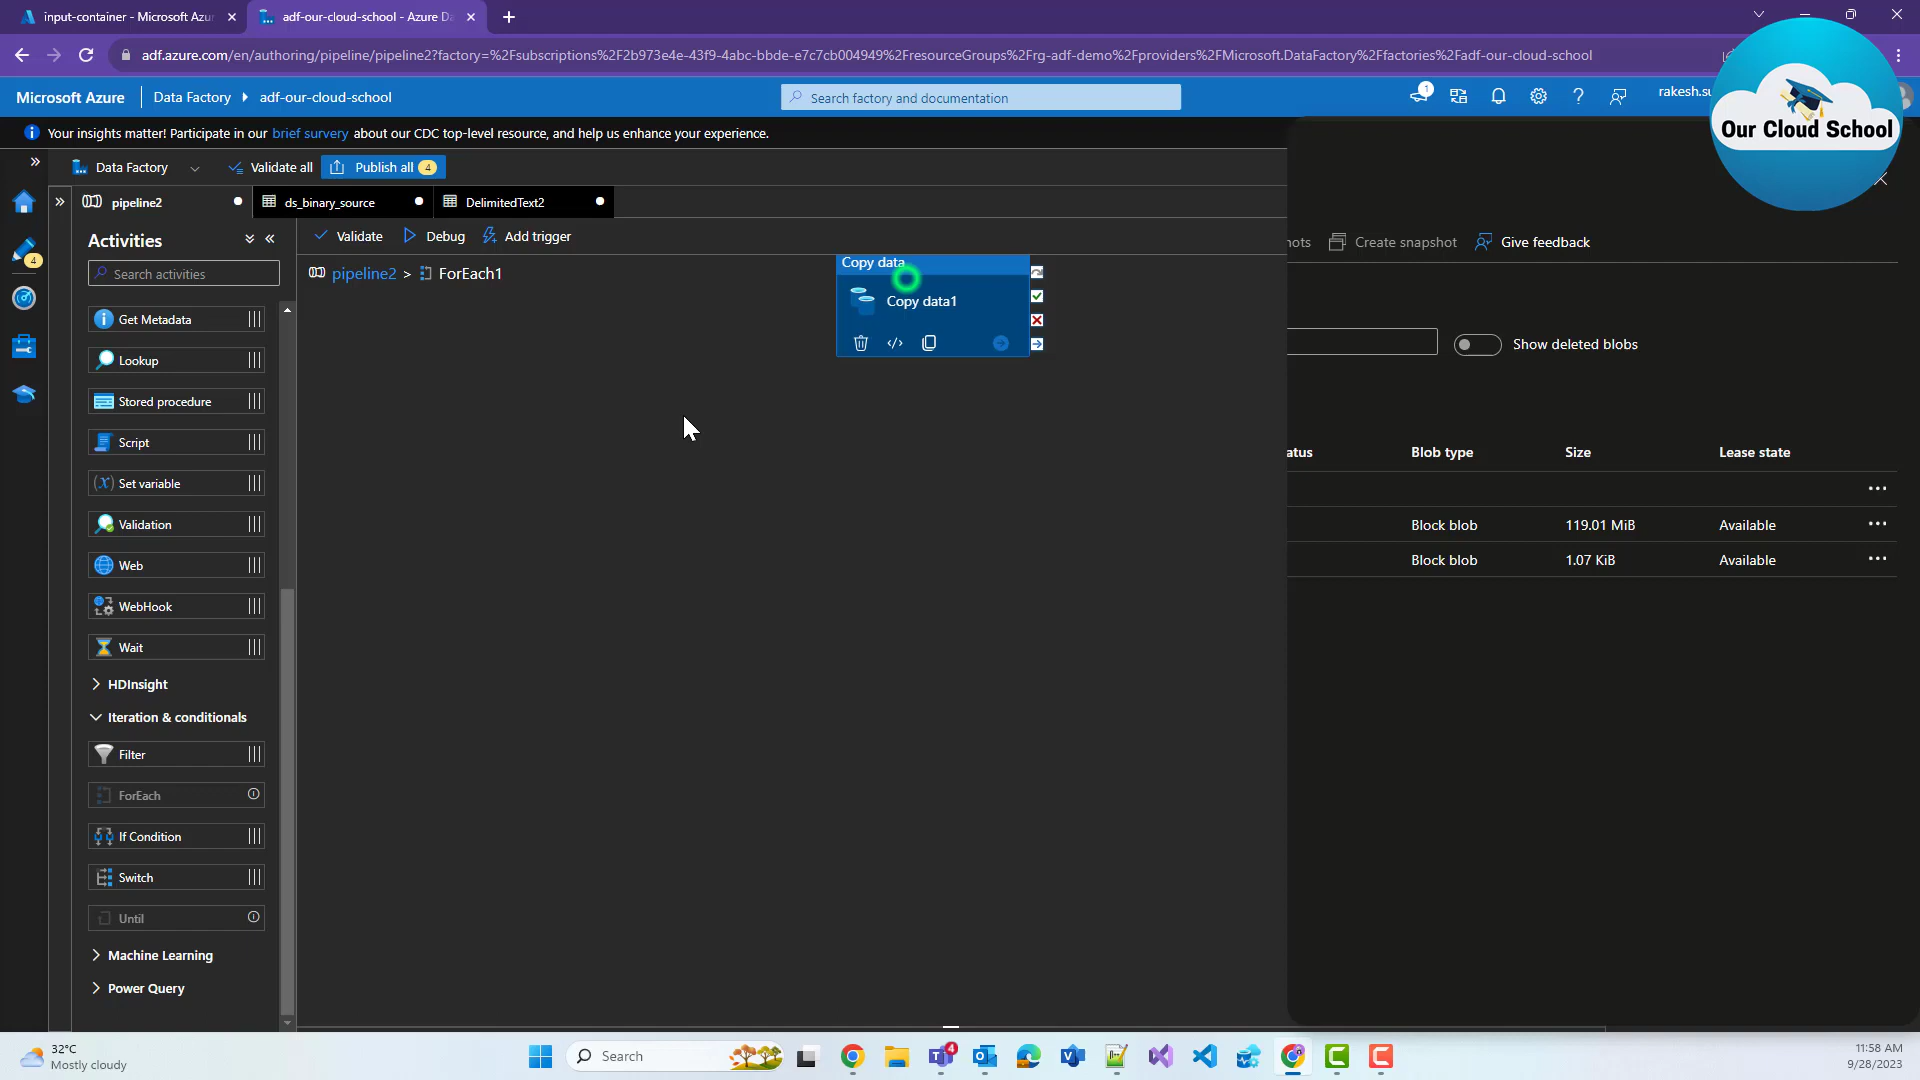 input-container - Microsoft Azur
adf-our-cloud-school - Azure Da
adf.azure.com/en/authoring/pipeline/pipeline2?factory=%2Fsubscriptions%2F2b973e4e-43f9-4abc-bbde-e7c7cb004949%2FresourceGroups%2Frg-adf-demo%2Fproviders%2FMicrosoft.DataFactory%2Ffactories%2Fadf-our-cloud-school
Microsoft Azure
Data Factory
adf-our-cloud-school
Search factory and documentation
1
rakesh.su
Our Cloud School
Your insights matter! Participate in our brief survey about our CDC top-level resource, and help us enhance your experience.
Data Factory
Validate all
Publish all 4
pipeline2
ds_binary_source
DelimitedText2
Activities
Validate
Debug
Add trigger
hots
Create snapshot
Give feedback
4
Search activities
pipeline2 > ForEach1
Copy data
Copy data1
Get Metadata
Lookup
Stored procedure
Script
Set variable
Validation
Web
WebHook
Wait
HDInsight
Iteration & conditionals
Filter
ForEach
If Condition
Switch
Until
Machine Learning
Power Query
Show deleted blobs
atus
Blob type
Size
Lease state
Block blob
119.01 MiB
Available
Block blob
1.07 KiB
Available
32°C
Mostly cloudy
Search
4
11:58 AM
9/28/2023